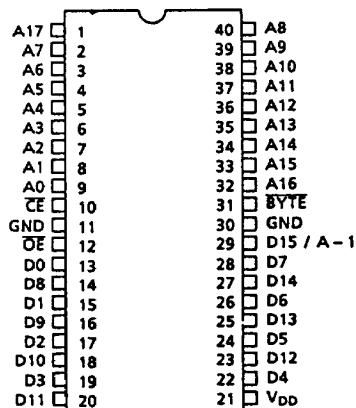 A17 1 40 A8
A7 2 39 A9
A6 3 38 A10
A5 4 37 A11
A4 5 36 A12
A3 6 35 A13
A2 7 34 A14
A1 8 33 A15
A0 9 32 A16
C̅E̅ 10 31 B̅Y̅T̅E̅
GND 11 30 GND
O̅E̅ 12 29 D15 / A-1
D0 13 28 D7
D8 14 27 D14
D1 15 26 D6
D9 16 25 D13
D2 17 24 D5
D10 18 23 D12
D3 19 22 D4
D11 20 21 VDD